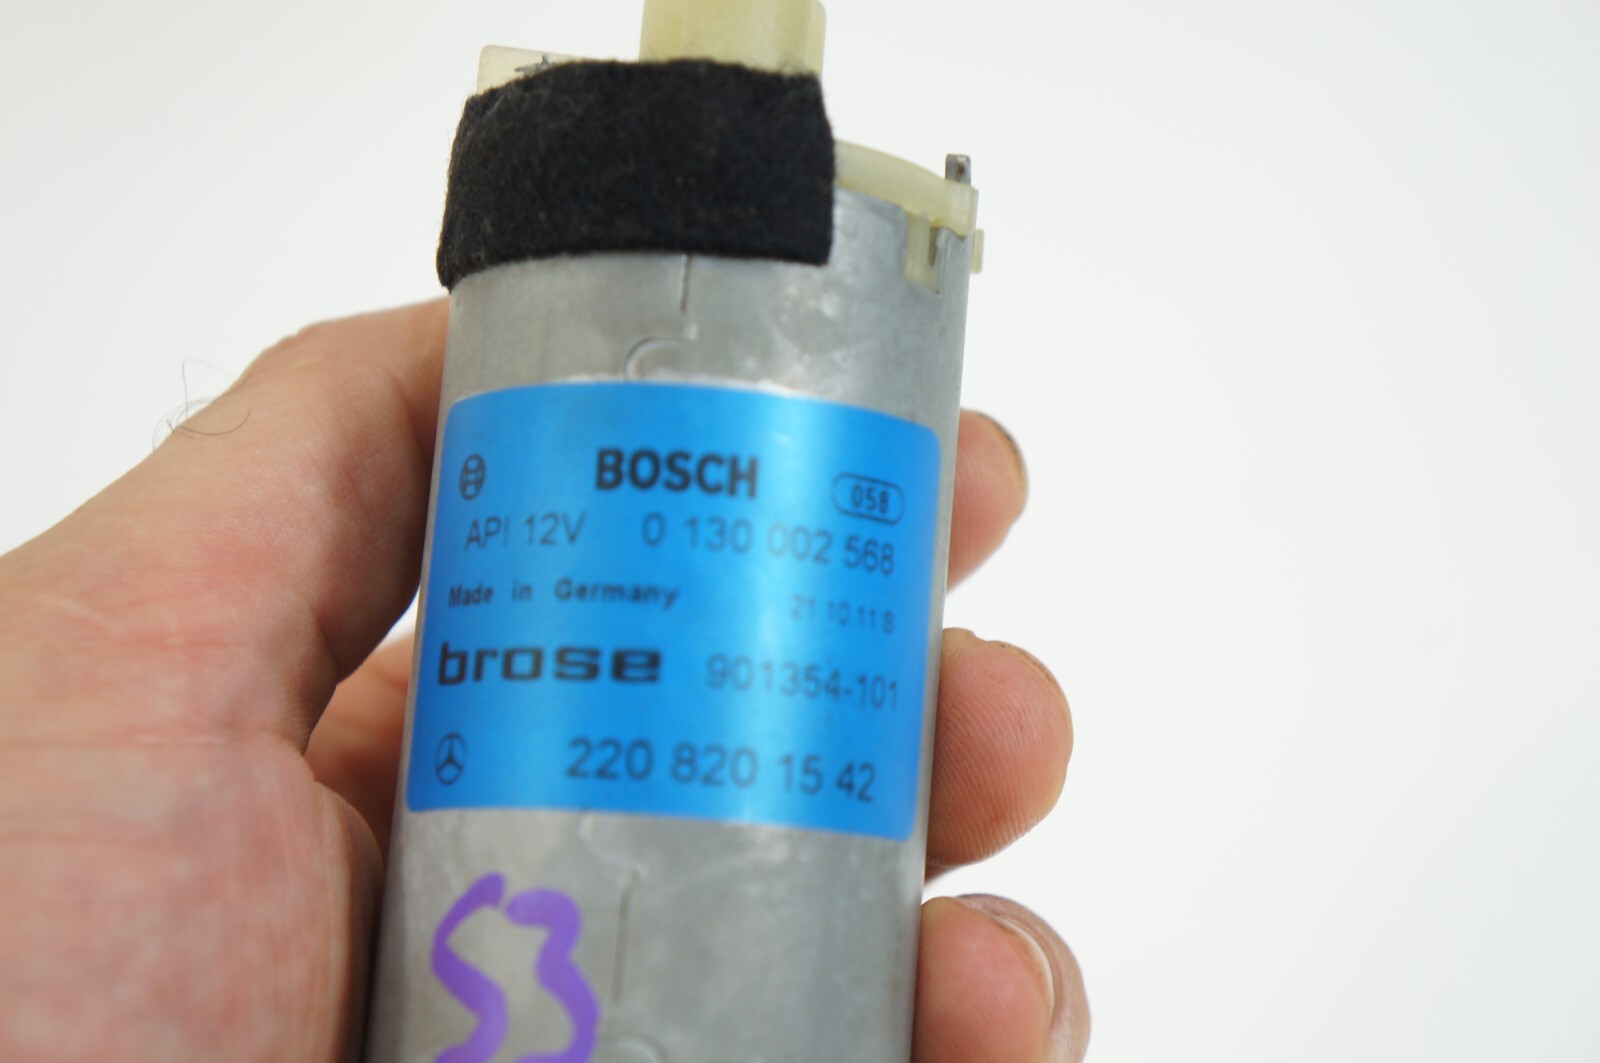 BOSCH 058
API 12V 0 130 002 568
Made in Germany 21 10 11 S
brose 901354-101
220 820 15 42
53